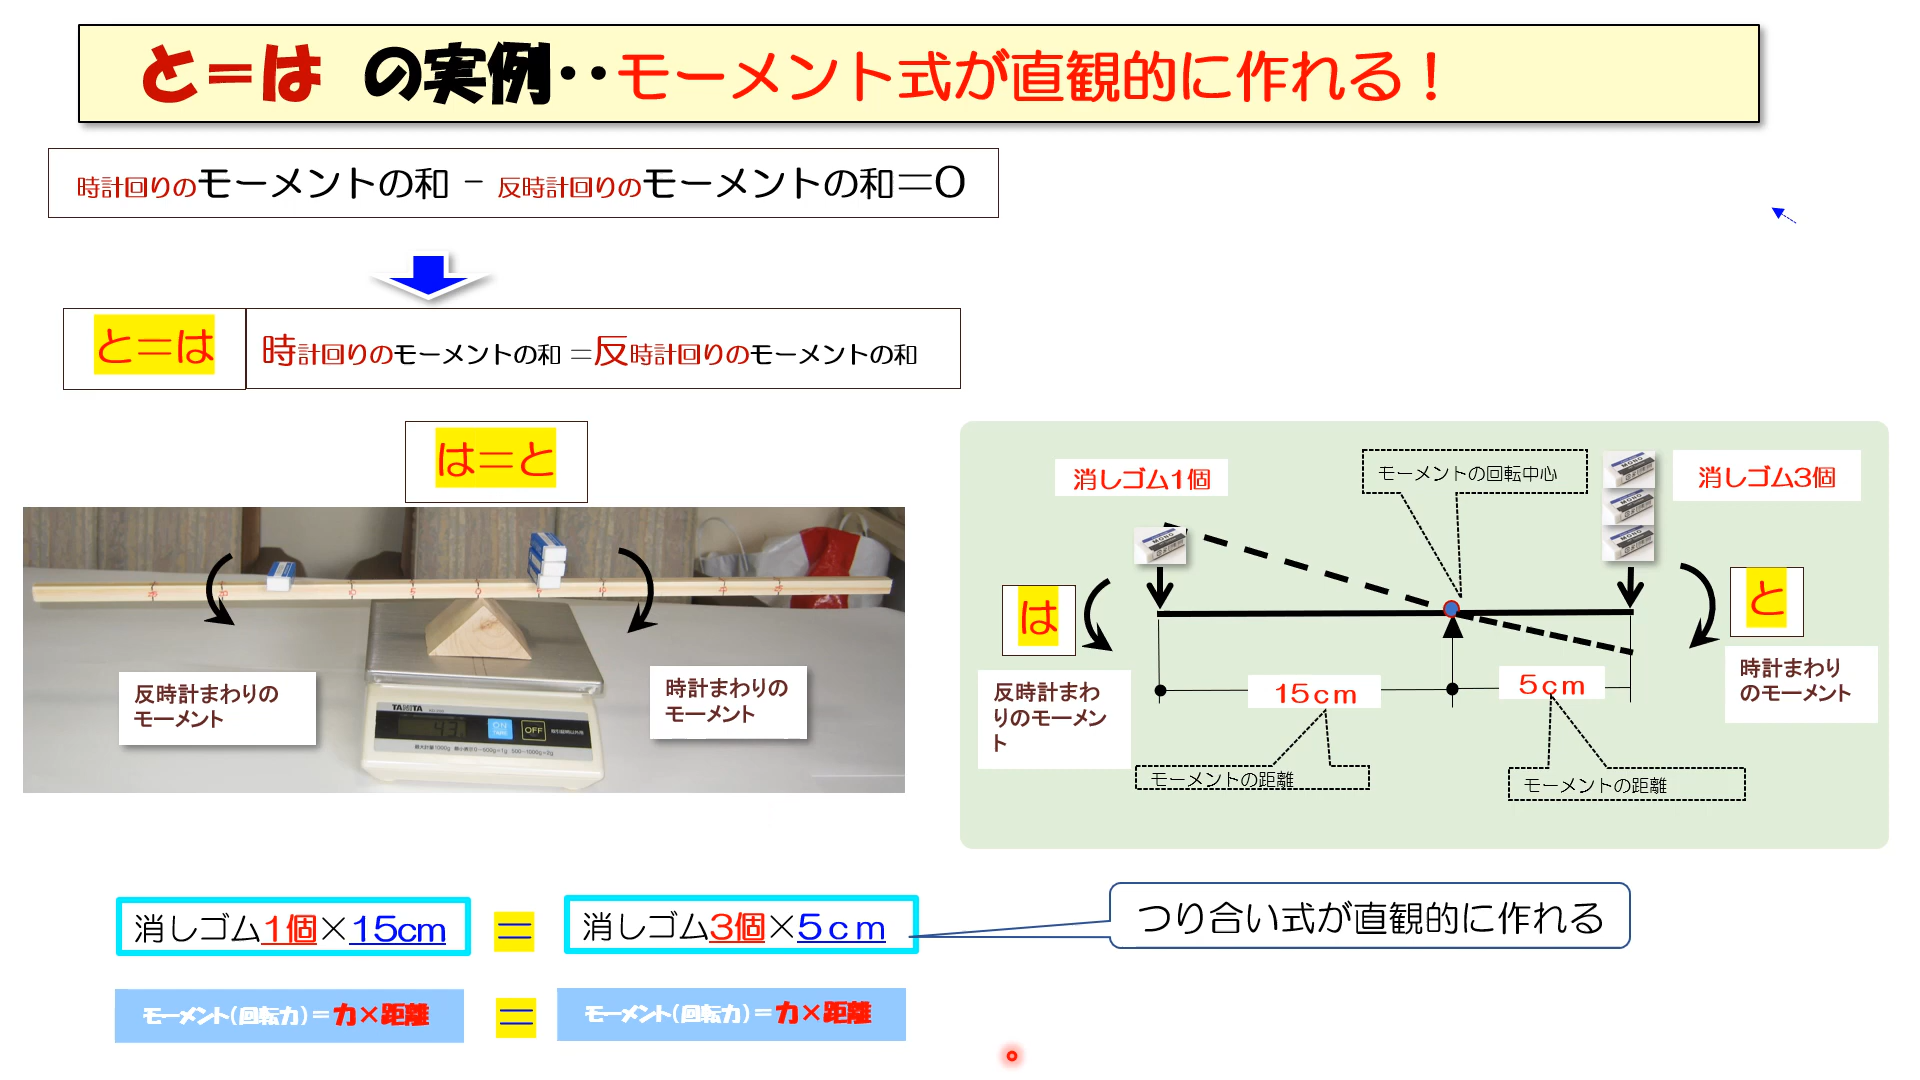 と＝は の実例‥モーメント式が直観的に作れる！
時計回りのモーメントの和 － 反時計回りのモーメントの和＝0
と＝は
時計回りのモーメントの和 ＝反時計回りのモーメントの和
は＝と
反時計まわりの
モーメント
時計まわりの
モーメント
TANITA
ON
OFF
消しゴム1個
モーメントの回転中心
消しゴム3個
MONO
MONO
MONO
MONO
は
と
反時計まわ
りのモーメン
ト
時計まわり
のモーメント
15cm
5cm
モーメントの距離
モーメントの距離
消しゴム1個×15cm
＝
消しゴム3個×5cm
つり合い式が直観的に作れる
モーメント（回転力）＝力×距離
＝
モーメント（回転力）＝力×距離